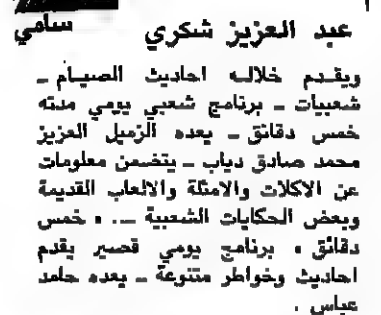 عبد العزيز شكري سامي
ويقدم خلاله احاديث الصيام ـ
شعبيات ـ برنامج شعبي يومي مدته
خمس دقائق ـ يعده الزميل العزيز
محمد صادق دياب ـ يتضمن معلومات
عن الاكلات والامثلة والالعاب القديمة
وبعض الحكايات الشعبية ـ . « خمس
دقائق » برنامج يومي قصير يقدم
احاديث وخواطر متنوعة ـ يعده حامد
عباس .